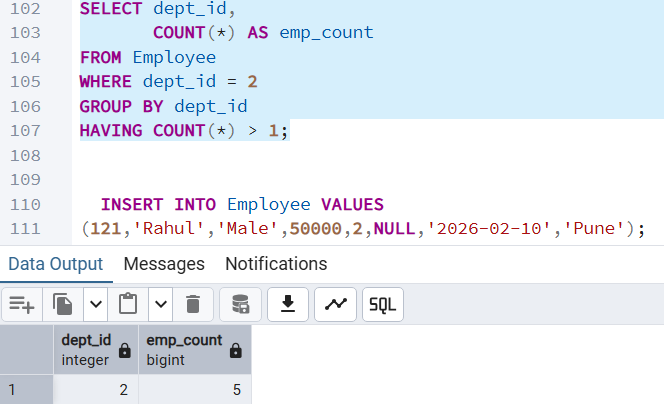 102 SELECT dept_id,
103 COUNT(*) AS emp_count
104 FROM Employee
105 WHERE dept_id = 2
106 GROUP BY dept_id
107 HAVING COUNT(*) > 1;
108
109
110 INSERT INTO Employee VALUES
111 (121,'Rahul','Male',50000,2,NULL,'2026-02-10','Pune');
Data Output Messages Notifications
SQL
dept_id emp_count
integer bigint
1 2 5